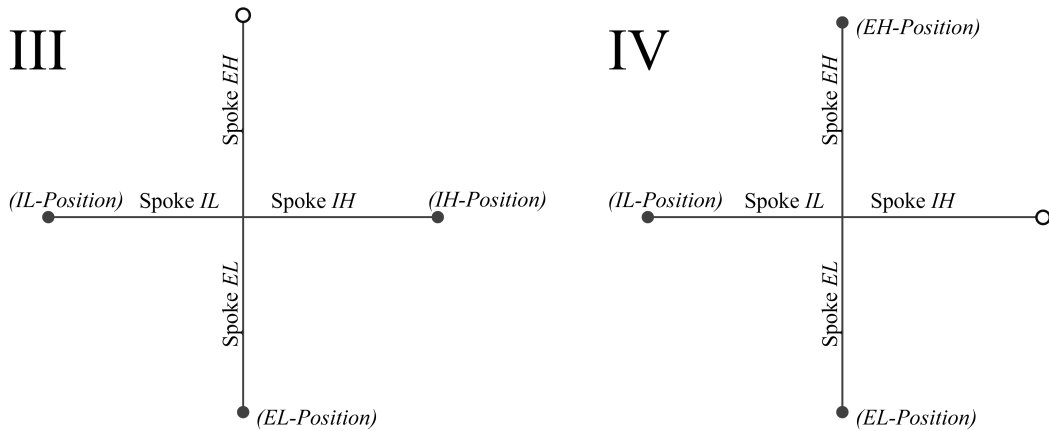 III
Spoke EH
(IL-Position)
Spoke IL
Spoke IH
(IH-Position)
Spoke EL
(EL-Position)
IV
(EH-Position)
Spoke EH
(IL-Position)
Spoke IL
Spoke IH
Spoke EL
(EL-Position)